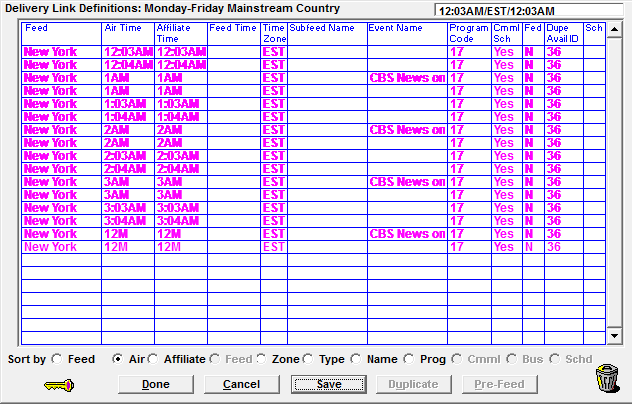 Delivery Link Definitions: Monday-Friday Mainstream Country 12:03AM/EST/12:03AM
Feed Air Time Affiliate Time Feed Time Time Zone Subfeed Name Event Name Program Code Cmml Sch Fed Dupe Avail ID Sch
New York 12:03AM 12:03AM EST 17 Yes N 36
New York 12:04AM 12:04AM EST 17 Yes N 36
New York 1AM 1AM EST CBS News on 17 Yes N 36
New York 1AM 1AM EST 17 Yes N 36
New York 1:03AM 1:03AM EST 17 Yes N 36
New York 1:04AM 1:04AM EST 17 Yes N 36
New York 2AM 2AM EST CBS News on 17 Yes N 36
New York 2AM 2AM EST 17 Yes N 36
New York 2:03AM 2:03AM EST 17 Yes N 36
New York 2:04AM 2:04AM EST 17 Yes N 36
New York 3AM 3AM EST CBS News on 17 Yes N 36
New York 3AM 3AM EST 17 Yes N 36
New York 3:03AM 3:03AM EST 17 Yes N 36
New York 3:04AM 3:04AM EST 17 Yes N 36
New York 12M 12M EST CBS News on 17 Yes N 36
New York 12M 12M EST 17 Yes N 36
Sort by Feed Air Affiliate Feed Zone Type Name Prog Cmml Bus Schd
Done Cancel Save Duplicate Pre-Feed